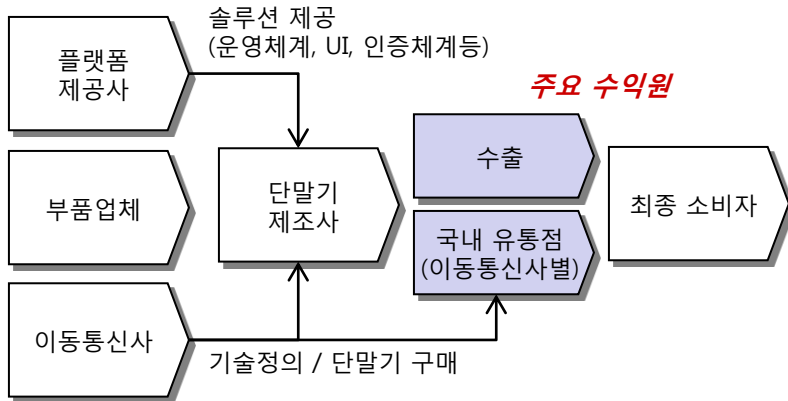 솔루션 제공
(운영체계, UI, 인증체계등)
플랫폼
제공사
주요 수익원
수출
부품업체
단말기
제조사
최종 소비자
국내 유통점
(이동통신사별)
이동통신사
기술정의 / 단말기 구매